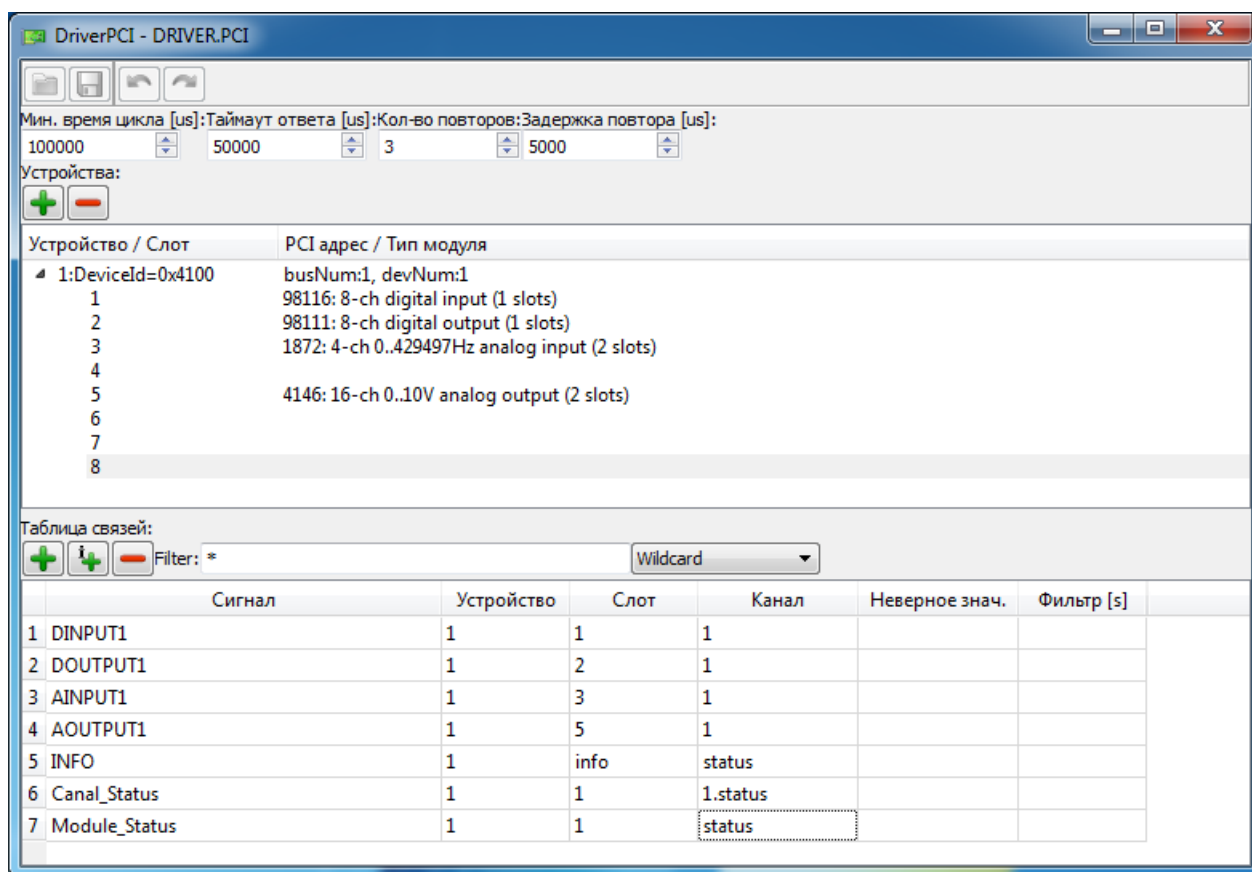 DriverPCI - DRIVER.PCI
Мин. время цикла [us]:Таймаут ответа [us]:Кол-во повторов:Задержка повтора [us]:
100000 50000 3 5000
Устройства:
Устройство / Слот PCI адрес / Тип модуля
1:DeviceId=0x4100 busNum:1, devNum:1
1 98116: 8-ch digital input (1 slots)
2 98111: 8-ch digital output (1 slots)
3 1872: 4-ch 0..429497Hz analog input (2 slots)
4
5 4146: 16-ch 0..10V analog output (2 slots)
6
7
8
Таблица связей:
Filter: * Wildcard
Сигнал Устройство Слот Канал Неверное знач. Фильтр [s]
1 DINPUT1 1 1 1
2 DOUTPUT1 1 2 1
3 AINPUT1 1 3 1
4 AOUTPUT1 1 5 1
5 INFO 1 info status
6 Canal_Status 1 1 1.status
7 Module_Status 1 1 status